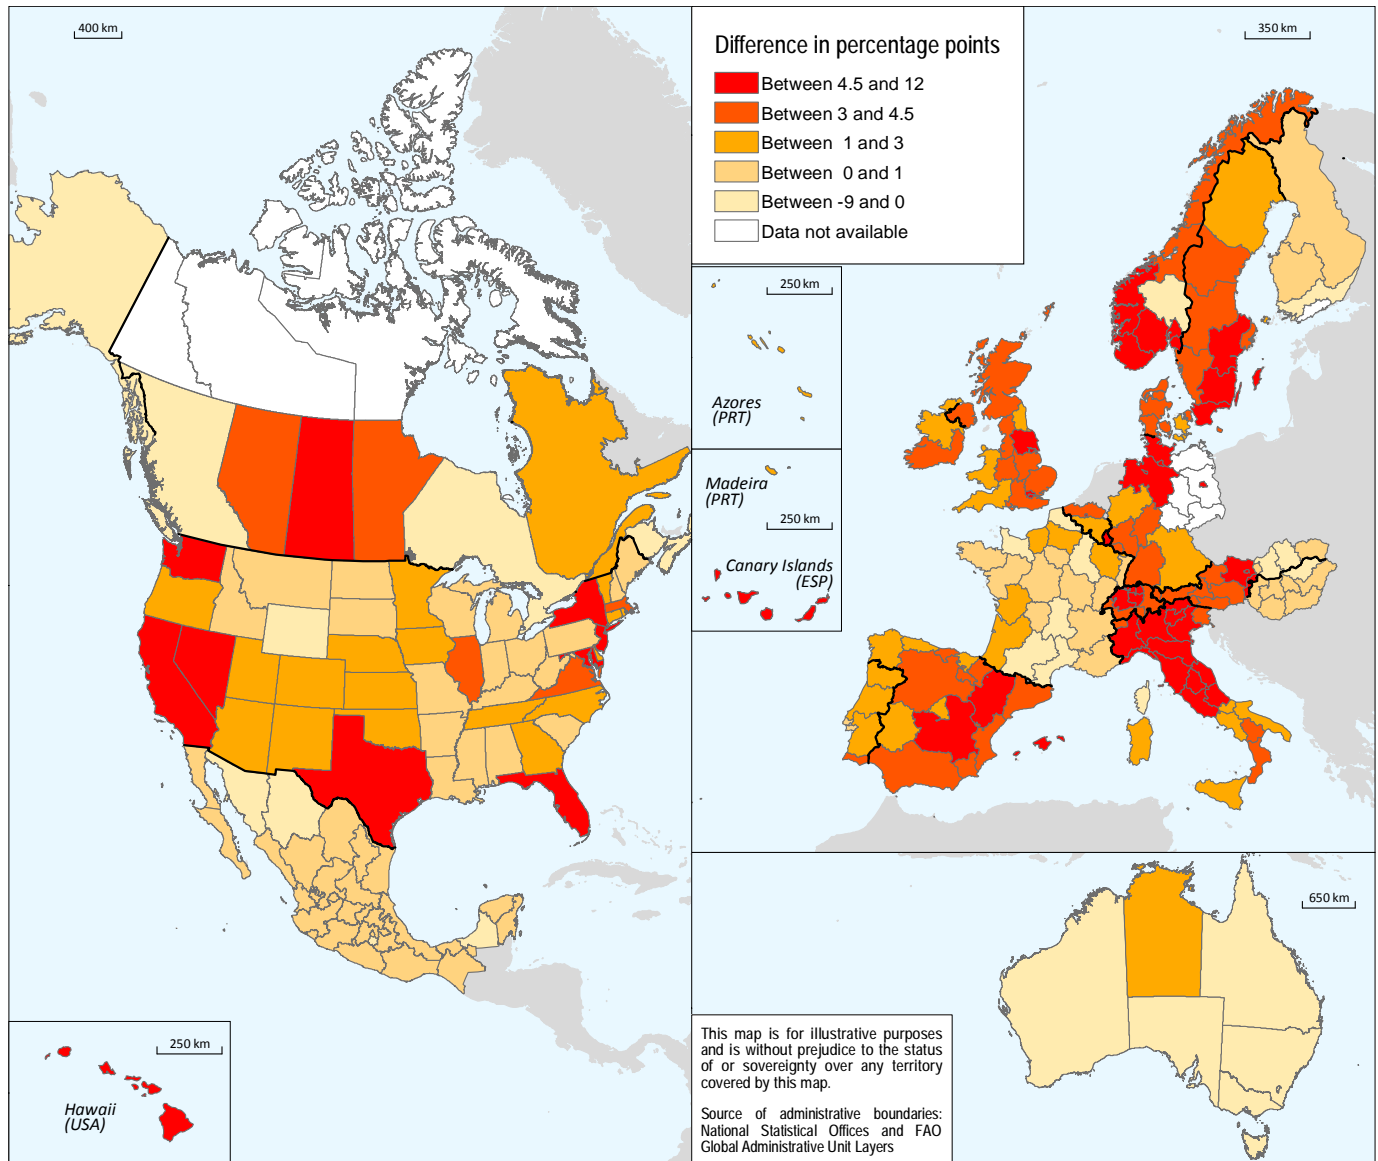 400 km
Difference in percentage points
Between 4.5 and 12
Between 3 and 4.5
Between 1 and 3
Between 0 and 1
Between -9 and 0
Data not available
350 km
250 km
Azores
(PRT)
Madeira
(PRT)
250 km
Canary Islands
(ESP)
650 km
250 km
Hawaii
(USA)
This map is for illustrative purposes
and is without prejudice to the status
of or sovereignty over any territory
covered by this map.
Source of administrative boundaries:
National Statistical Offices and FAO
Global Administrative Unit Layers